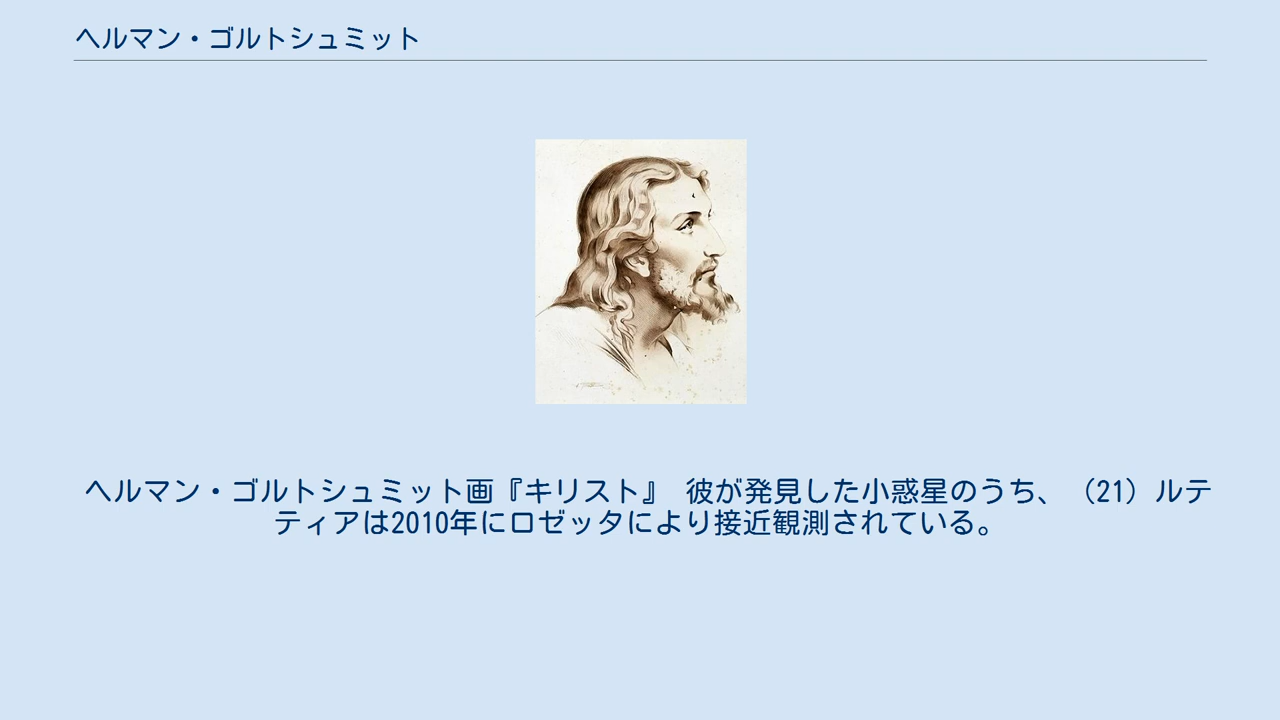 ヘルマン・ゴルトシュミット
ヘルマン・ゴルトシュミット画『キリスト』 彼が発見した小惑星のうち、（21）ルテ
ティアは2010年にロゼッタにより接近観測されている。